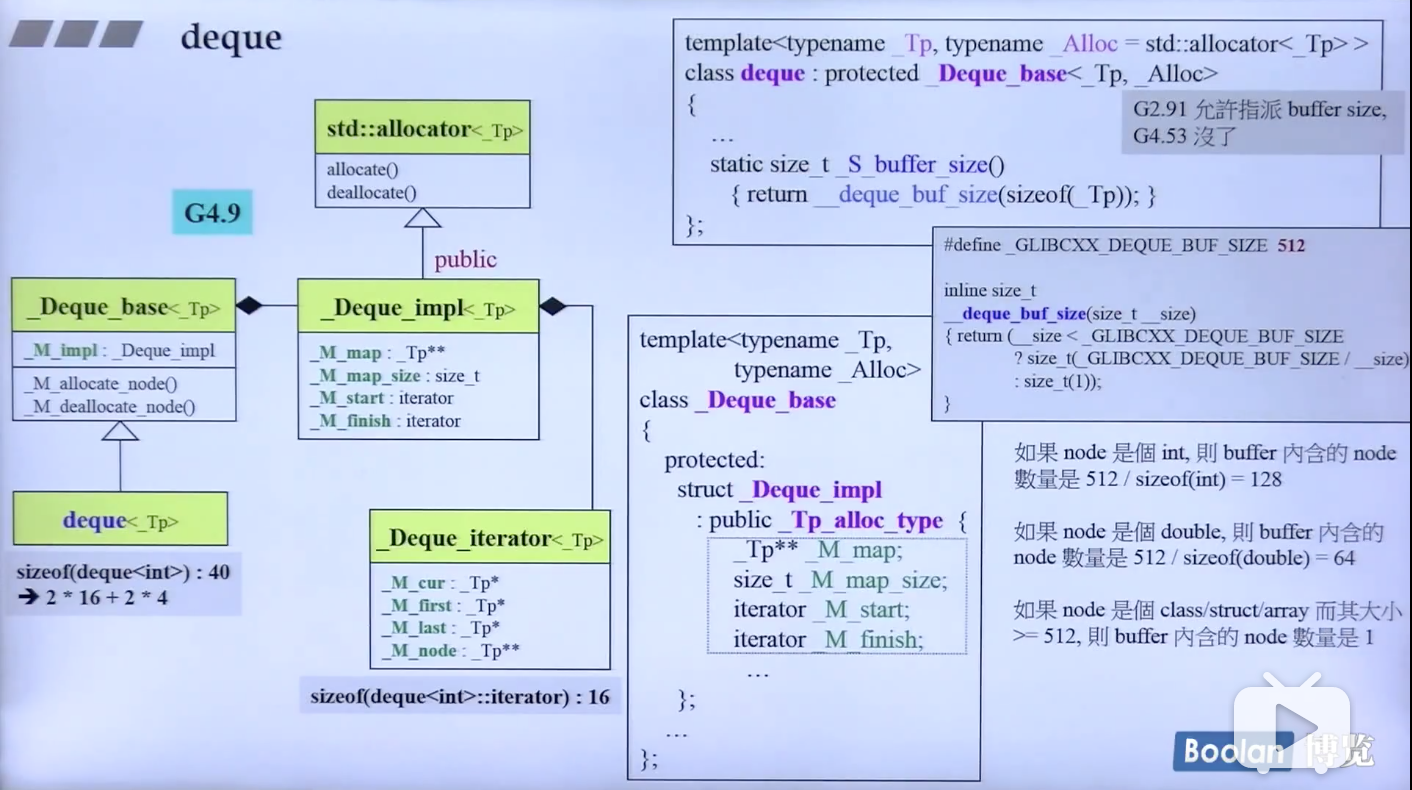 deque
std::allocator<_Tp>
allocate()
deallocate()
G4.9
public
_Deque_base<_Tp>
_M_impl : _Deque_impl
_M_allocate_node()
_M_deallocate_node()
_Deque_impl<_Tp>
_M_map : _Tp**
_M_map_size : size_t
_M_start : iterator
_M_finish : iterator
deque<_Tp>
sizeof(deque<int>) : 40
➔ 2 * 16 + 2 * 4
_Deque_iterator<_Tp>
_M_cur : _Tp*
_M_first : _Tp*
_M_last : _Tp*
_M_node : _Tp**
sizeof(deque<int>::iterator) : 16
template<typename _Tp, typename _Alloc = std::allocator<_Tp> >
class deque : protected _Deque_base<_Tp, _Alloc>
{
…
static size_t _S_buffer_size()
{ return __deque_buf_size(sizeof(_Tp)); }
};
G2.91 允許指派 buffer size,
G4.53 沒了
#define _GLIBCXX_DEQUE_BUF_SIZE 512
inline size_t
__deque_buf_size(size_t __size)
{ return (__size < _GLIBCXX_DEQUE_BUF_SIZE
? size_t(_GLIBCXX_DEQUE_BUF_SIZE / __size)
: size_t(1));
}
template<typename _Tp,
typename _Alloc>
class _Deque_base
{
protected:
struct _Deque_impl
: public _Tp_alloc_type {
_Tp** _M_map;
size_t _M_map_size;
iterator _M_start;
iterator _M_finish;
…
};
…
};
如果 node 是個 int, 則 buffer 內含的 node
數量是 512 / sizeof(int) = 128
如果 node 是個 double, 則 buffer 內含的
node 數量是 512 / sizeof(double) = 64
如果 node 是個 class/struct/array 而其大小
>= 512, 則 buffer 內含的 node 數量是 1
Boolan 博览